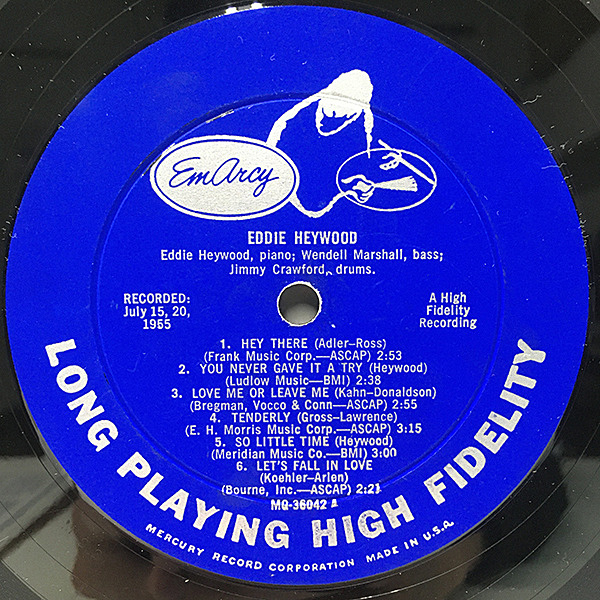 EmArcy
EDDIE HEYWOOD
Eddie Heywood, piano; Wendell Marshall, bass;
Jimmy Crawford, drums.
RECORDED:
July 15, 20,
1955
A High
Fidelity
Recording
1. HEY THERE (Adler-Ross)
(Frank Music Corp.—ASCAP) 2:53
2. YOU NEVER GAVE IT A TRY (Heywood)
(Ludlow Music—BMI) 2:38
3. LOVE ME OR LEAVE ME (Kahn-Donaldson)
(Bregman, Vocco & Conn—ASCAP) 2:55
4. TENDERLY (Gross-Lawrence)
(E. H. Morris Music Corp.—ASCAP) 3:15
5. SO LITTLE TIME (Heywood)
(Meridian Music Co.—BMI) 3:00
6. LET'S FALL IN LOVE
(Koehler-Arlen)
(Bourne, Inc.—ASCAP) 2:21
MG-36042 A
LONG PLAYING HIGH FIDELITY
MERCURY RECORD CORPORATION MADE IN U.S.A.